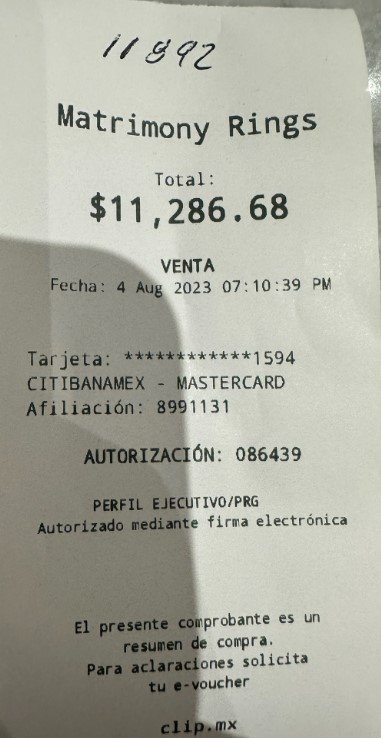 11892
Matrimony Rings
Total:
$11,286.68
VENTA
Fecha: 4 Aug 2023 07:10:39 PM
Tarjeta: ************1594
CITIBANAMEX - MASTERCARD
Afiliación: 8991131
AUTORIZACIÓN: 086439
PERFIL EJECUTIVO/PRG
Autorizado mediante firma electrónica
El presente comprobante es un
resumen de compra.
Para aclaraciones solicita
tu e-voucher
clip.mx